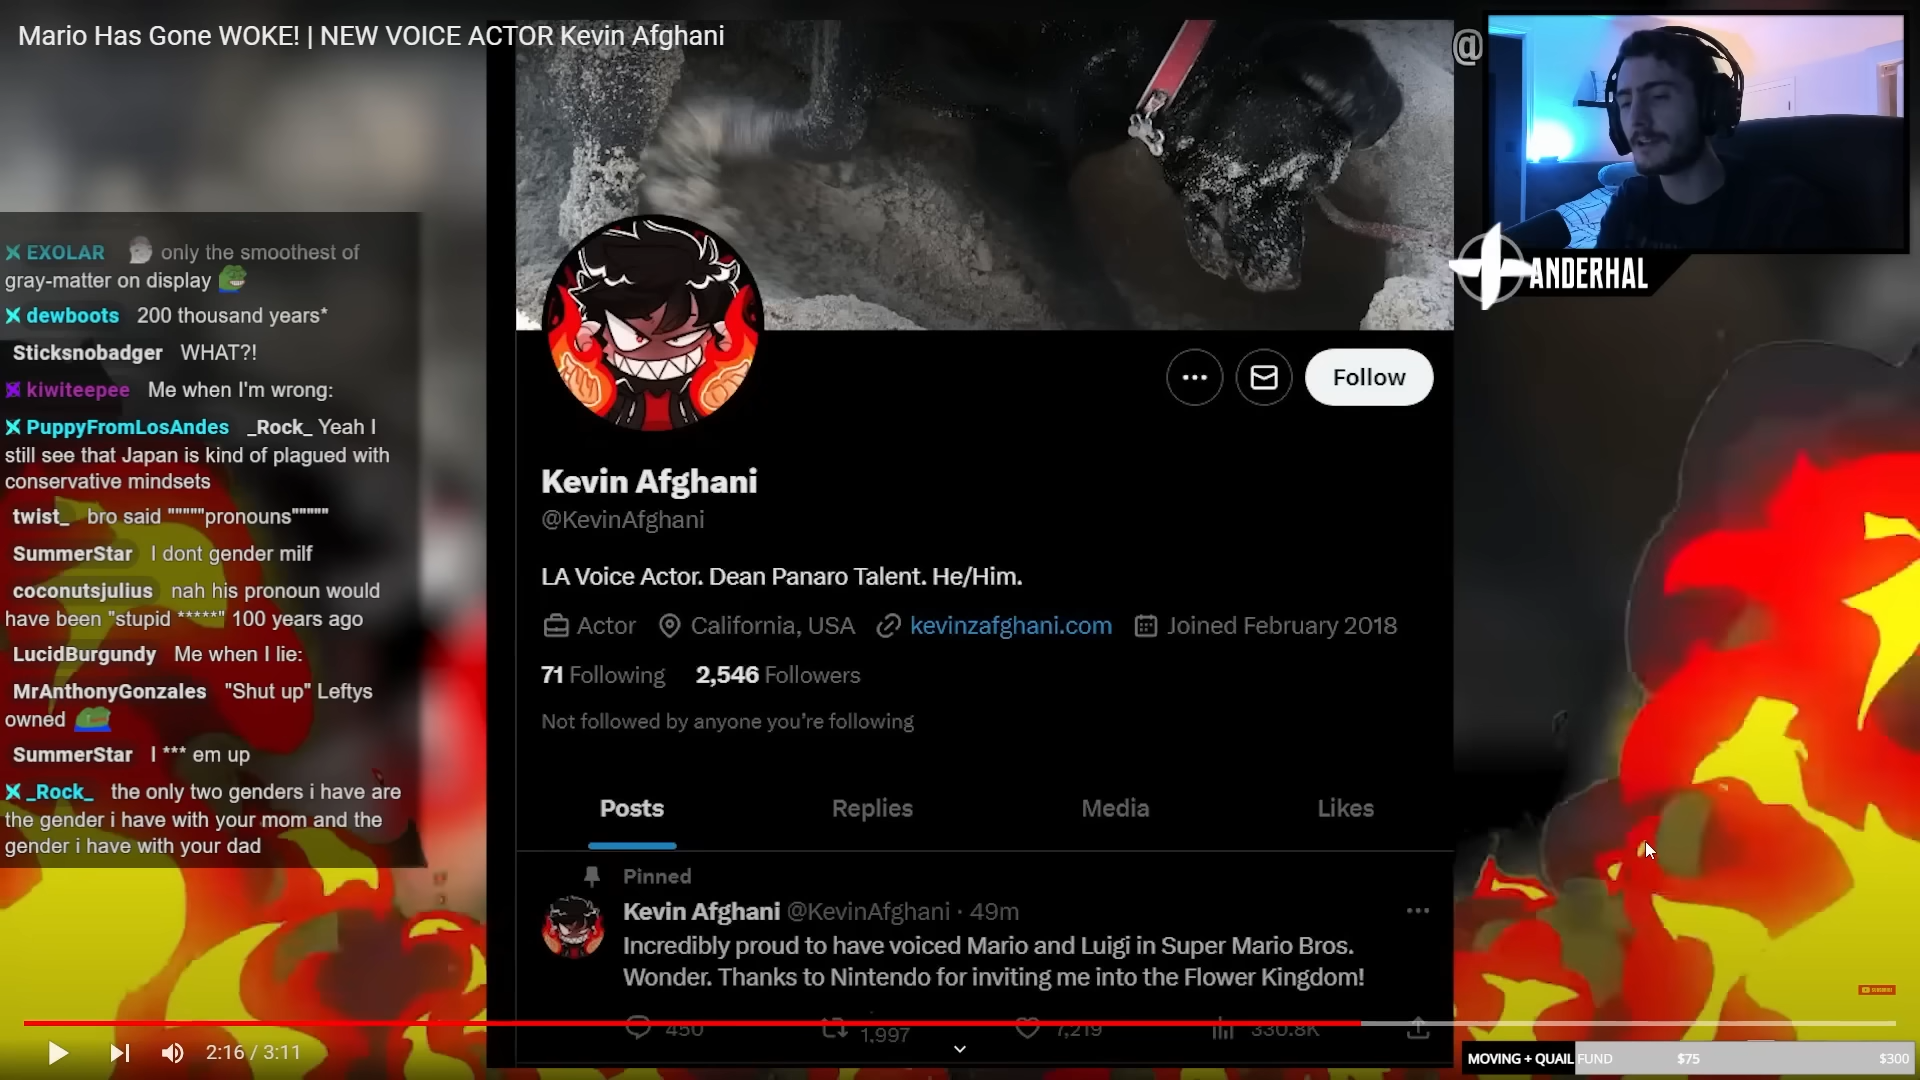 Mario Has Gone WOKE! | NEW VOICE ACTOR Kevin Afghani
@
ANDERHAL
EXOLAR only the smoothest of
gray-matter on display
dewboots 200 thousand years*
Sticksnobadger WHAT?!
kiwiteepee Me when I'm wrong:
PuppyFromLosAndes _Rock_ Yeah I
still see that Japan is kind of plagued with
conservative mindsets
twist_ bro said """""pronouns"""""
SummerStar I dont gender milf
coconutsjulius nah his pronoun would
have been "stupid *****" 100 years ago
LucidBurgundy Me when I lie:
MrAnthonyGonzales "Shut up" Leftys
owned
SummerStar I *** em up
_Rock_ the only two genders i have are
the gender i have with your mom and the
gender i have with your dad
Follow
Kevin Afghani
@KevinAfghani
LA Voice Actor. Dean Panaro Talent. He/Him.
Actor California, USA kevinzafghani.com Joined February 2018
71 Following 2,546 Followers
Not followed by anyone you're following
Posts Replies Media Likes
Pinned
Kevin Afghani @KevinAfghani · 49m
Incredibly proud to have voiced Mario and Luigi in Super Mario Bros.
Wonder. Thanks to Nintendo for inviting me into the Flower Kingdom!
450 1,997 7,219 330.8K
2:16 / 3:11
MOVING + QUAIL FUND $75 $300